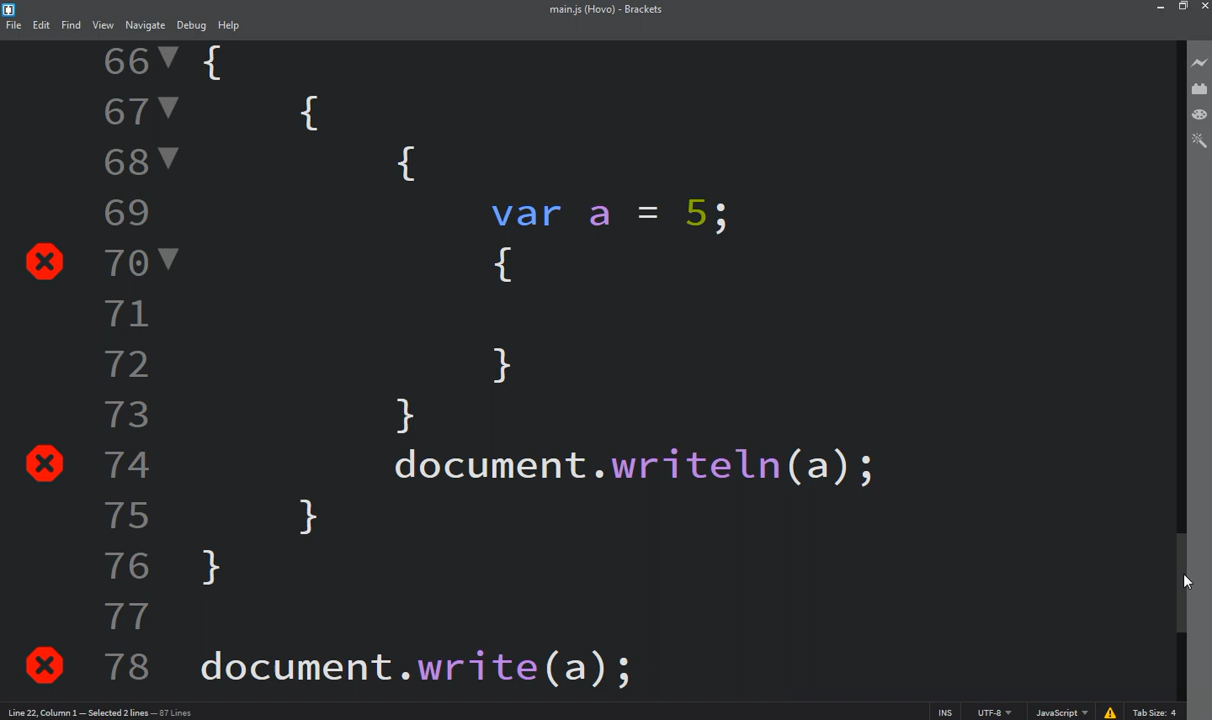 main.js (Hovo) - Brackets
File Edit Find View Navigate Debug Help
66 {
67 {
68 {
69 var a = 5;
70 {
71
72 }
73 }
74 document.writeln(a);
75 }
76 }
77
78 document.write(a);
Line 22, Column 1 — Selected 2 lines — 87 Lines INS UTF-8 JavaScript Tab Size: 4